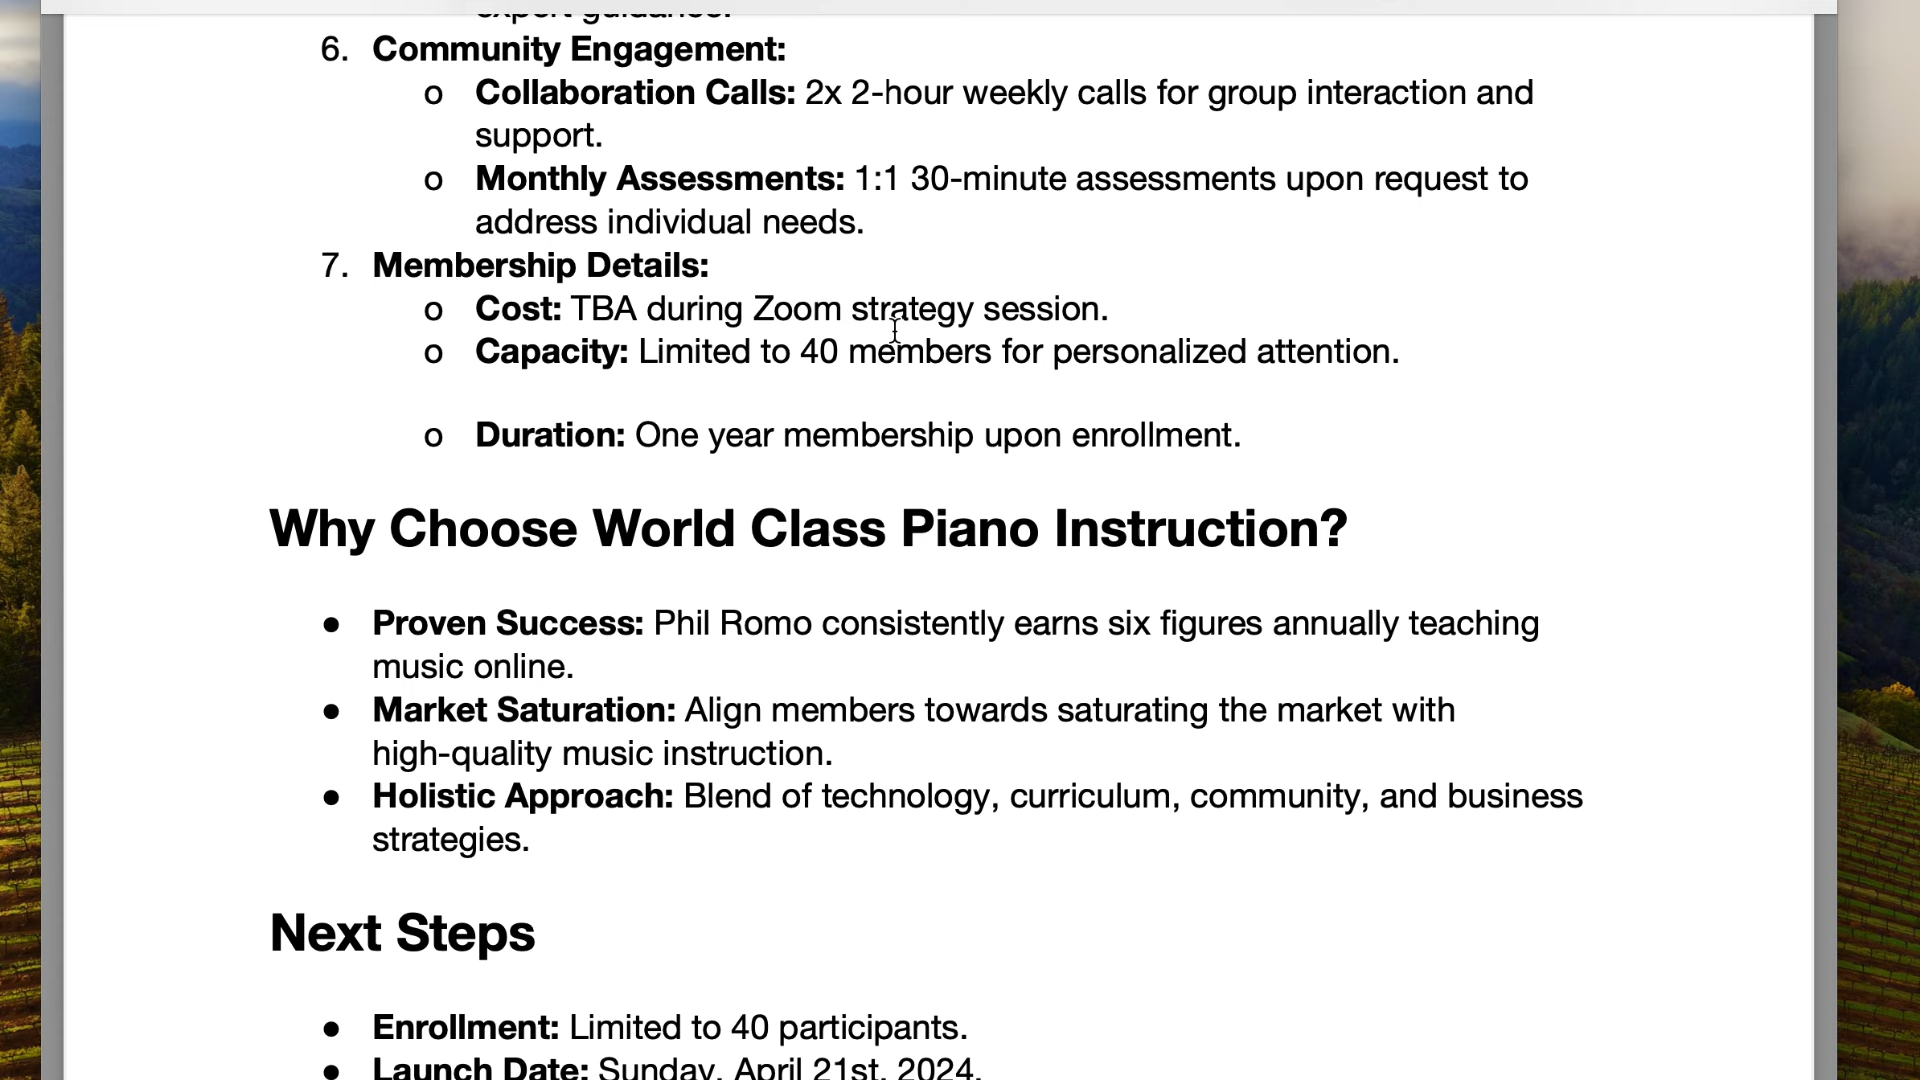 expert guidance.
6. Community Engagement:
o Collaboration Calls: 2x 2-hour weekly calls for group interaction and
support.
o Monthly Assessments: 1:1 30-minute assessments upon request to
address individual needs.
7. Membership Details:
o Cost: TBA during Zoom strategy session.
o Capacity: Limited to 40 members for personalized attention.
o Duration: One year membership upon enrollment.
Why Choose World Class Piano Instruction?
● Proven Success: Phil Romo consistently earns six figures annually teaching
music online.
● Market Saturation: Align members towards saturating the market with
high-quality music instruction.
● Holistic Approach: Blend of technology, curriculum, community, and business
strategies.
Next Steps
● Enrollment: Limited to 40 participants.
● Launch Date: Sunday, April 21st, 2024.